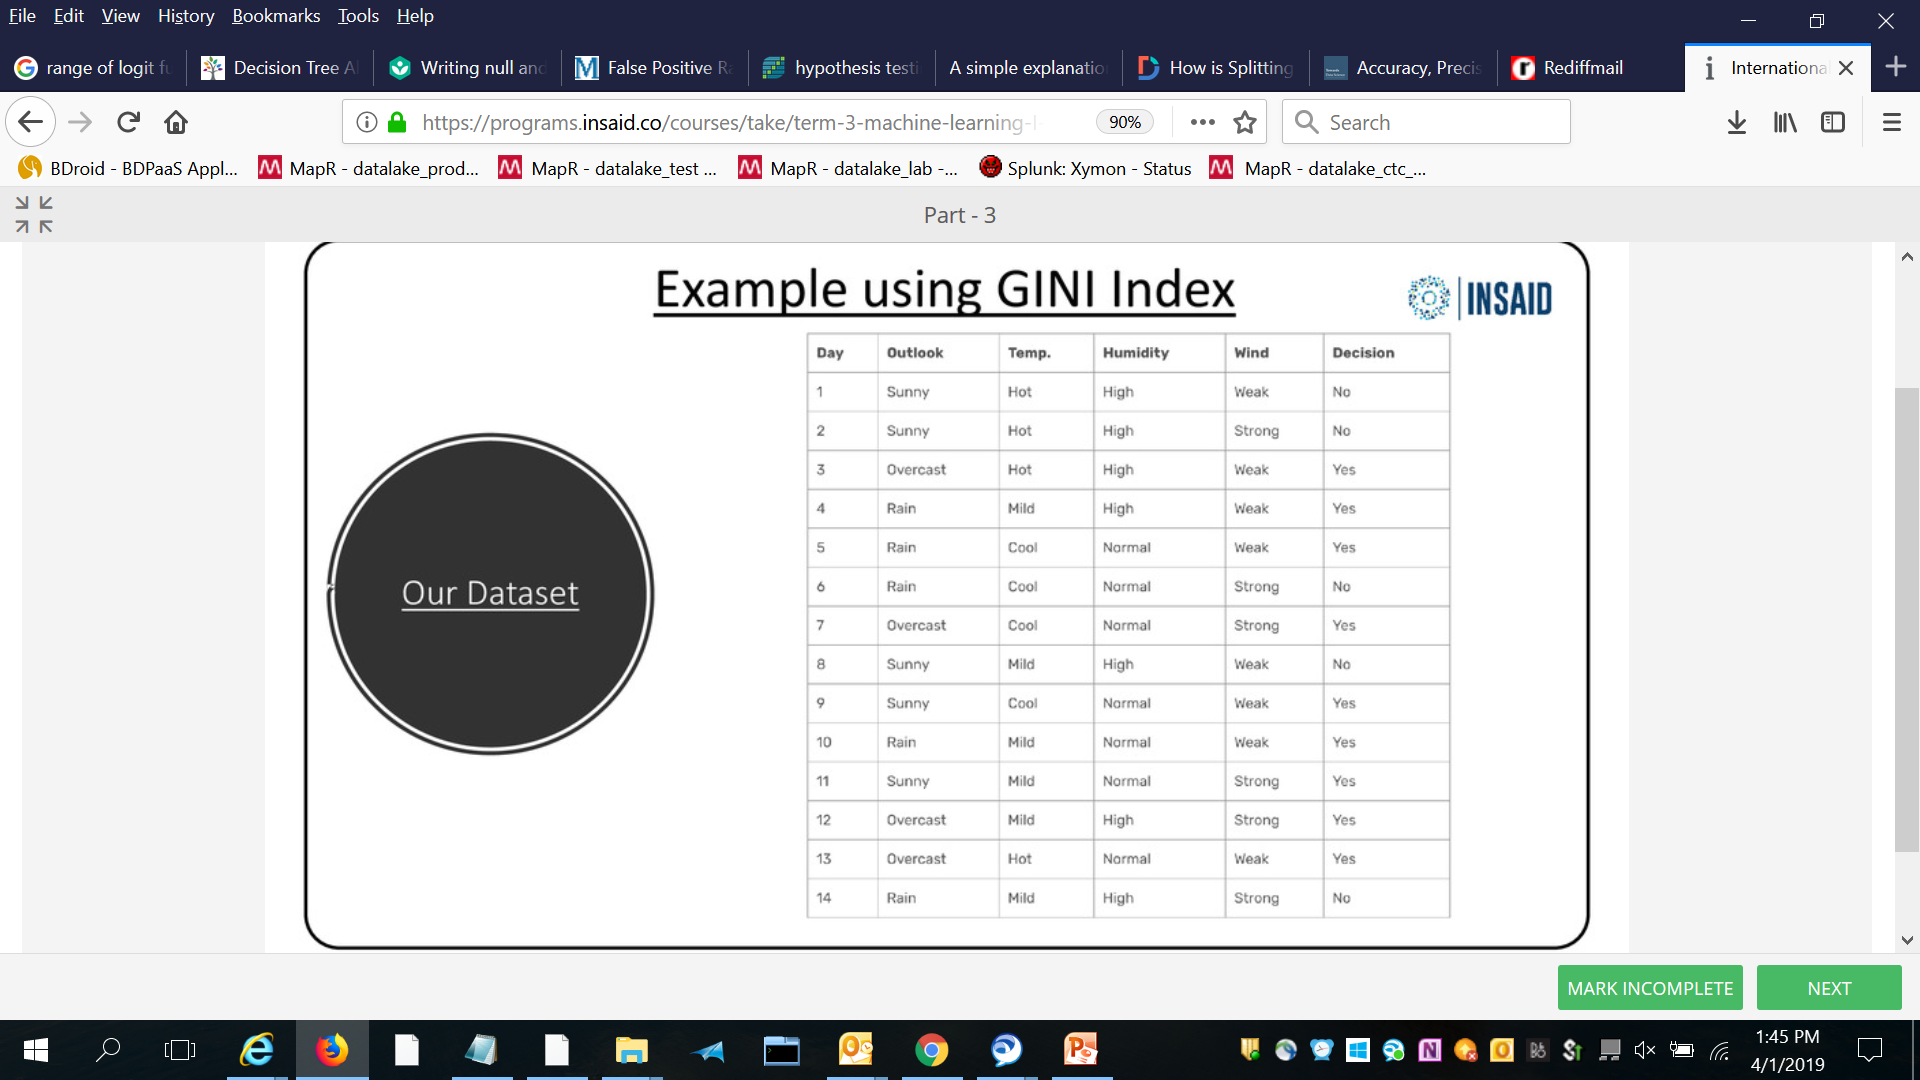 File Edit View History Bookmarks Tools Help
range of logit fu
Decision Tree Al
Writing null and
False Positive Ra
hypothesis testi
A simple explanation
How is Splitting
Accuracy, Precis
Rediffmail
International
https://programs.insaid.co/courses/take/term-3-machine-learning-l
90%
Search
BDroid - BDPaaS Appl...
MapR - datalake_prod...
MapR - datalake_test ...
MapR - datalake_lab -...
Splunk: Xymon - Status
MapR - datalake_ctc_...
Part - 3
Example using GINI Index
INSAID
Our Dataset
Day Outlook Temp. Humidity Wind Decision
1 Sunny Hot High Weak No
2 Sunny Hot High Strong No
3 Overcast Hot High Weak Yes
4 Rain Mild High Weak Yes
5 Rain Cool Normal Weak Yes
6 Rain Cool Normal Strong No
7 Overcast Cool Normal Strong Yes
8 Sunny Mild High Weak No
9 Sunny Cool Normal Weak Yes
10 Rain Mild Normal Weak Yes
11 Sunny Mild Normal Strong Yes
12 Overcast Mild High Strong Yes
13 Overcast Hot Normal Weak Yes
14 Rain Mild High Strong No
MARK INCOMPLETE
NEXT
1:45 PM
4/1/2019